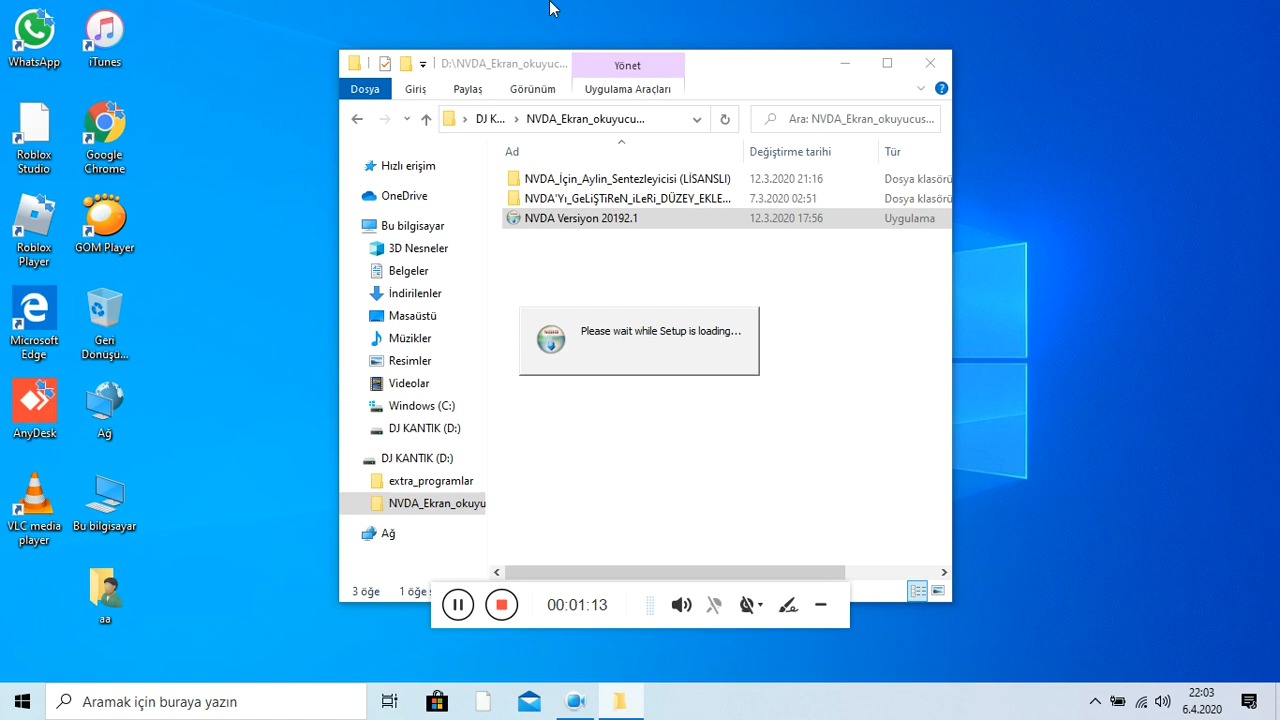 WhatsApp
iTunes
Roblox
Studio
Google
Chrome
Roblox
Player
GOM Player
Microsoft
Edge
Geri
Dönüşü...
AnyDesk
Ağ
VLC media
player
Bu bilgisayar
aa
D:\NVDA_Ekran_okuyuc...
Yönet
Dosya
Giriş
Paylaş
Görünüm
Uygulama Araçları
DJ K...
NVDA_Ekran_okuyucu...
Ara: NVDA_Ekran_okuyucus...
Ad
Değiştirme tarihi
Tür
NVDA_İçin_Aylin_Sentezleyicisi (LİSANSLI)
12.3.2020 21:16
Dosya klasörü
NVDA'Yı_GeLiŞTiReN_iLeRi_DÜZEY_EKLE...
7.3.2020 02:51
Dosya klasörü
NVDA Versiyon 20192.1
12.3.2020 17:56
Uygulama
Hızlı erişim
OneDrive
Bu bilgisayar
3D Nesneler
Belgeler
İndirilenler
Masaüstü
Müzikler
Resimler
Videolar
Windows (C:)
DJ KANTIK (D:)
DJ KANTIK (D:)
extra_programlar
NVDA_Ekran_okuyu
Ağ
Please wait while Setup is loading...
3 öğe
1 öğe s
00:01:13
Aramak için buraya yazın
22:03
6.4.2020